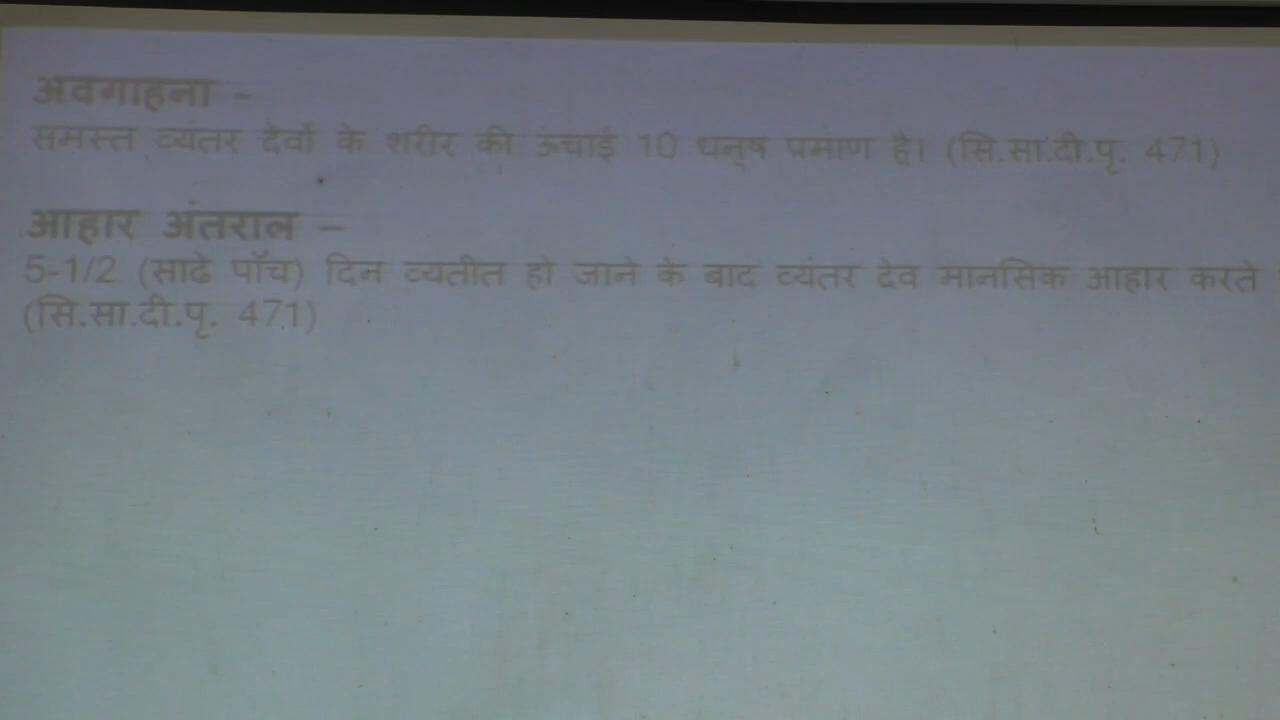 अवगाहना -
समस्त व्यंतर देवों के शरीर की ऊंचाई 10 धनुष प्रमाण है। (सि.सा.दी.पृ. 471)
आहार अंतराल –
5-1/2 (साढे पाँच) दिन व्यतीत हो जाने के बाद व्यंतर देव मानसिक आहार करते
(सि.सा.दी.पृ. 471)